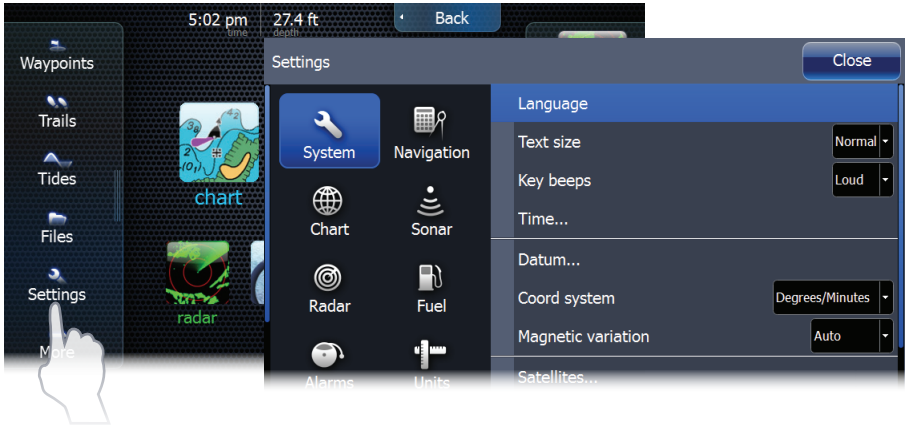 5:02 pm
time
27.4 ft
depth
Back
Waypoints
Trails
Tides
Files
Settings
More
chart
radar
Settings
Close
System
Navigation
Chart
Sonar
Radar
Fuel
Alarms
Units
Language
Text size
Normal
Key beeps
Loud
Time...
Datum...
Coord system
Degrees/Minutes
Magnetic variation
Auto
Satellites...